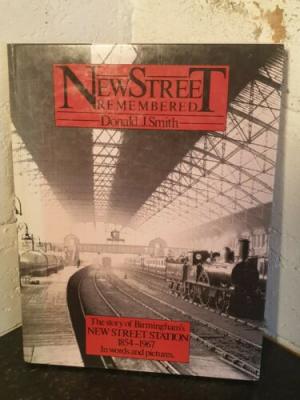 NEW STREET
REMEMBERED
Donald J. Smith
The story of Birmingham's
NEW STREET STATION
1854-1967
In words and pictures.